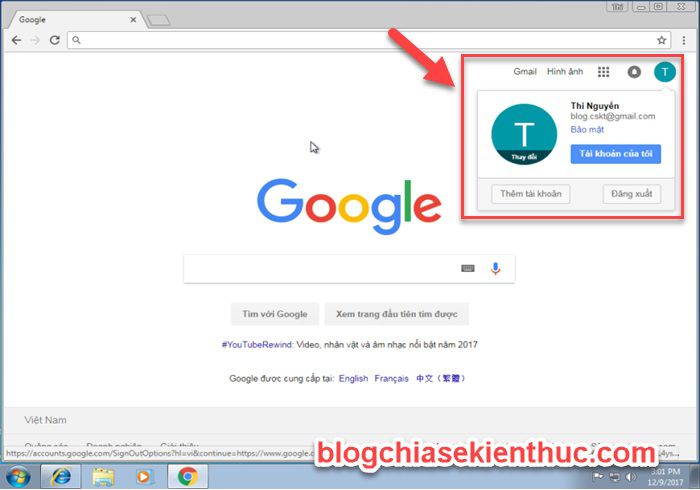 Thi
Google
Gmail Hình ảnh
T
Thi Nguyễn
blog.cskt@gmail.com
Bảo mật
T
Thay đổi
Tài khoản của tôi
Thêm tài khoản Đăng xuất
Google
Tìm với Google Xem trang đầu tiên tìm được
#YouTubeRewind: Video, nhân vật và âm nhạc nổi bật năm 2017
Google được cung cấp tại: English Français 中文 (繁體)
Việt Nam
Quảng cáo Doanh nghiệp Giới thiệu
https://accounts.google.com/SignOutOptions?hl=vi&continue=https://www.google.c
blogchiasekienthuc.com
3:01 PM
12/9/2017